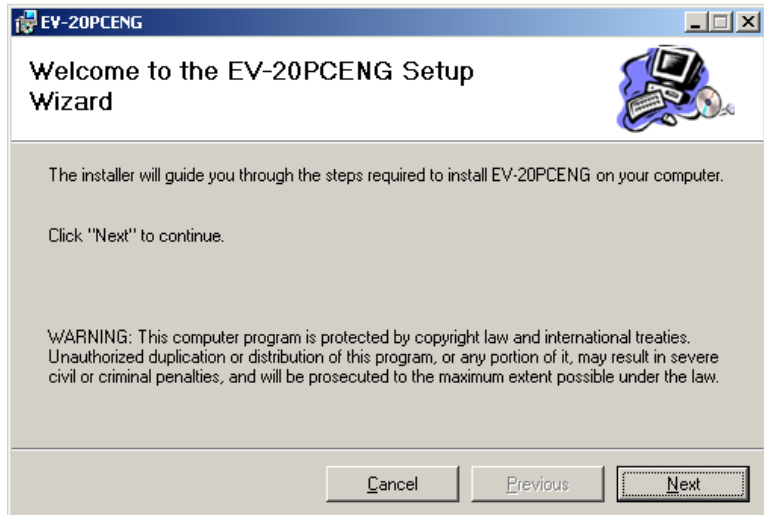 EV-20PCENG
Welcome to the EV-20PCENG Setup
Wizard
The installer will guide you through the steps required to install EV-20PCENG on your computer.
Click "Next" to continue.
WARNING: This computer program is protected by copyright law and international treaties.
Unauthorized duplication or distribution of this program, or any portion of it, may result in severe
civil or criminal penalties, and will be prosecuted to the maximum extent possible under the law.
Cancel
Previous
Next